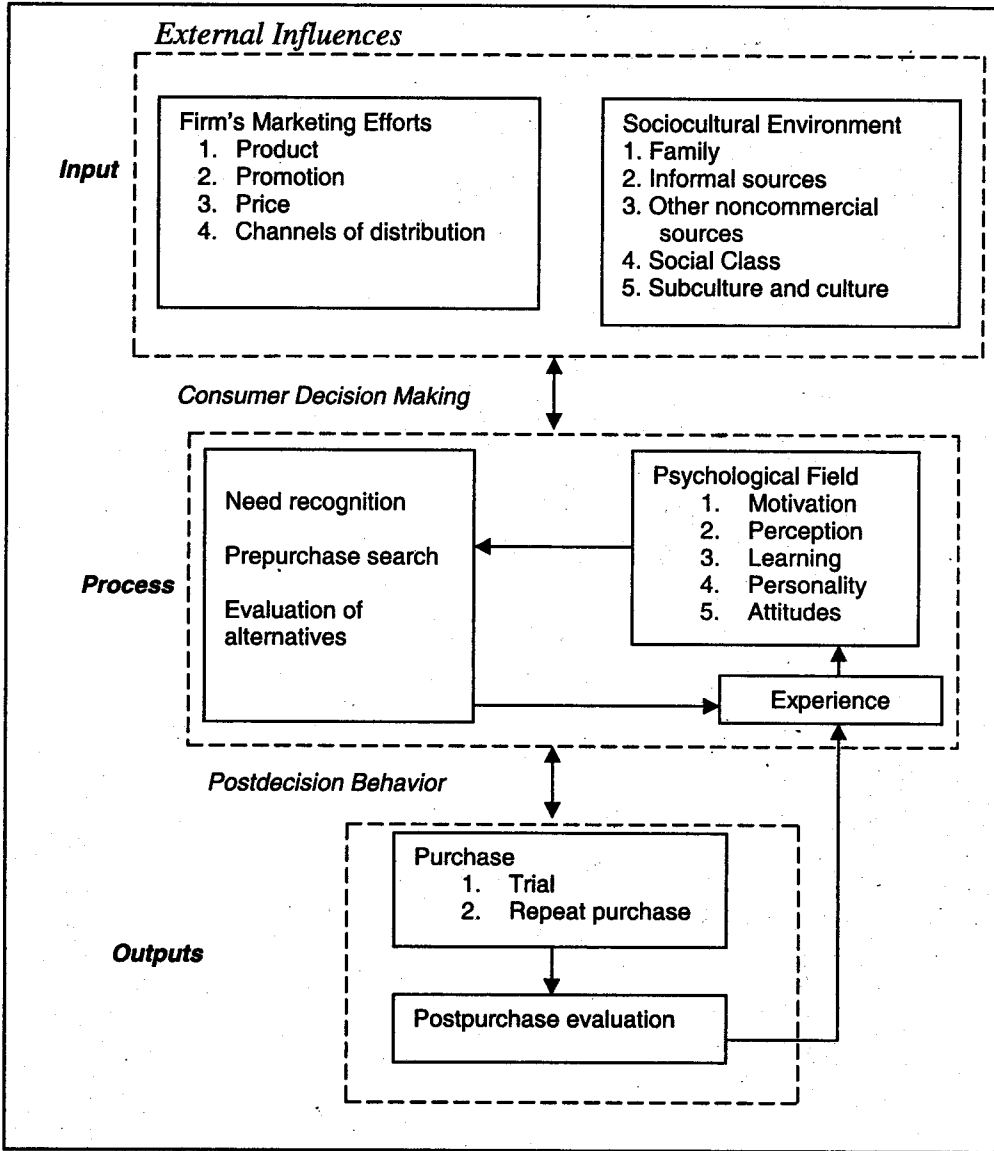 External Influences
Input
Firm's Marketing Efforts
1. Product
2. Promotion
3. Price
4. Channels of distribution
Sociocultural Environment
1. Family
2. Informal sources
3. Other noncommercial
sources
4. Social Class
5. Subculture and culture
Consumer Decision Making
Process
Need recognition
Prepurchase search
Evaluation of
alternatives
Psychological Field
1. Motivation
2. Perception
3. Learning
4. Personality
5. Attitudes
Experience
Postdecision Behavior
Outputs
Purchase
1. Trial
2. Repeat purchase
Postpurchase evaluation